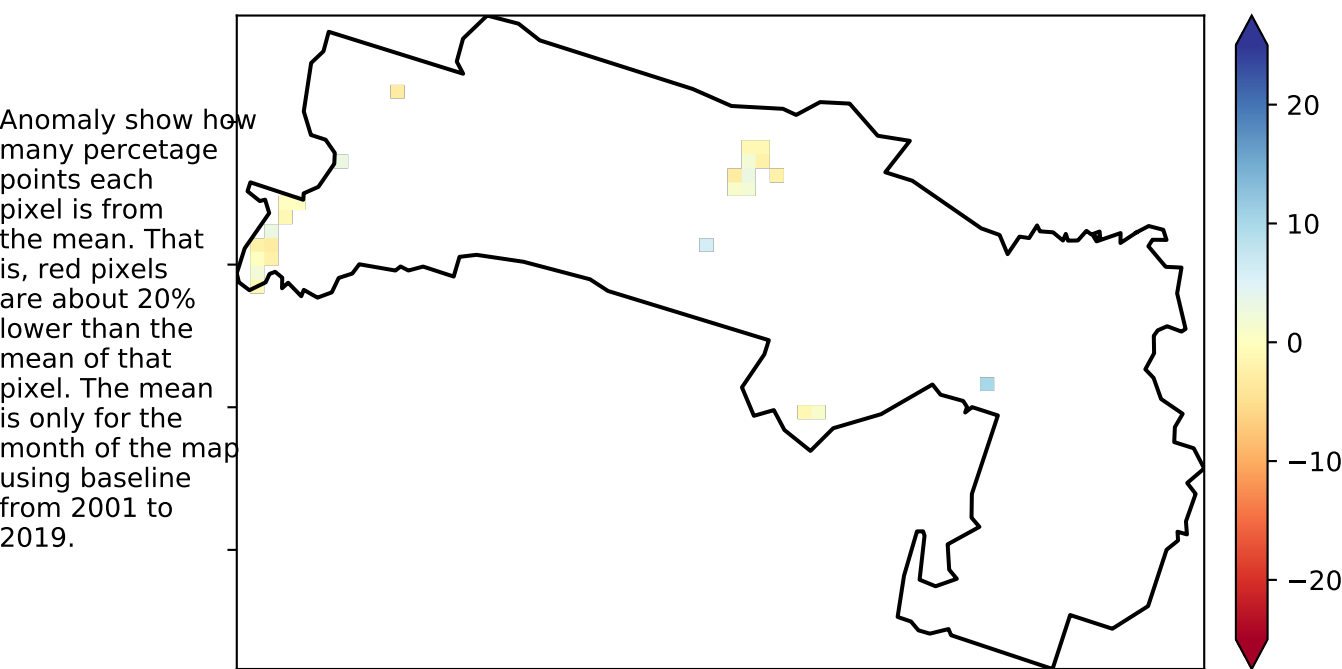 Anomaly show how
many percetage
points each
pixel is from
the mean. That
is, red pixels
are about 20%
lower than the
mean of that
pixel. The mean
is only for the
month of the map
using baseline
from 2001 to
2019.
20
10
0
−10
−20